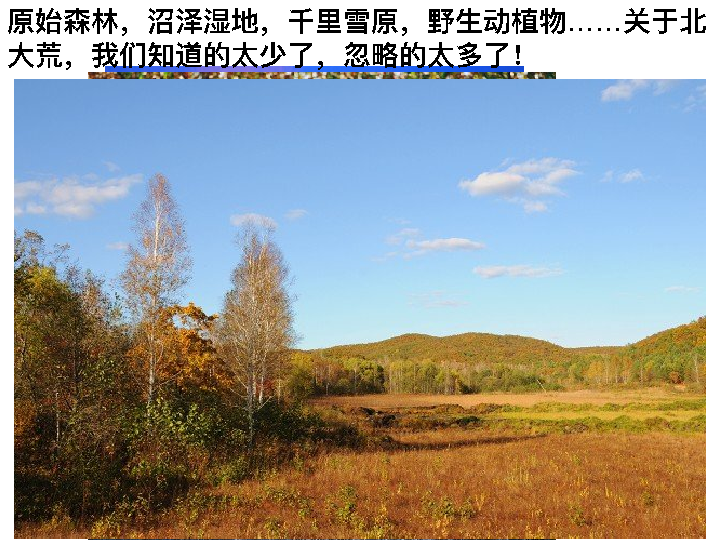 原始森林，沼泽湿地，千里雪原，野生动植物……关于北
大荒，我们知道的太少了，忽略的太多了！